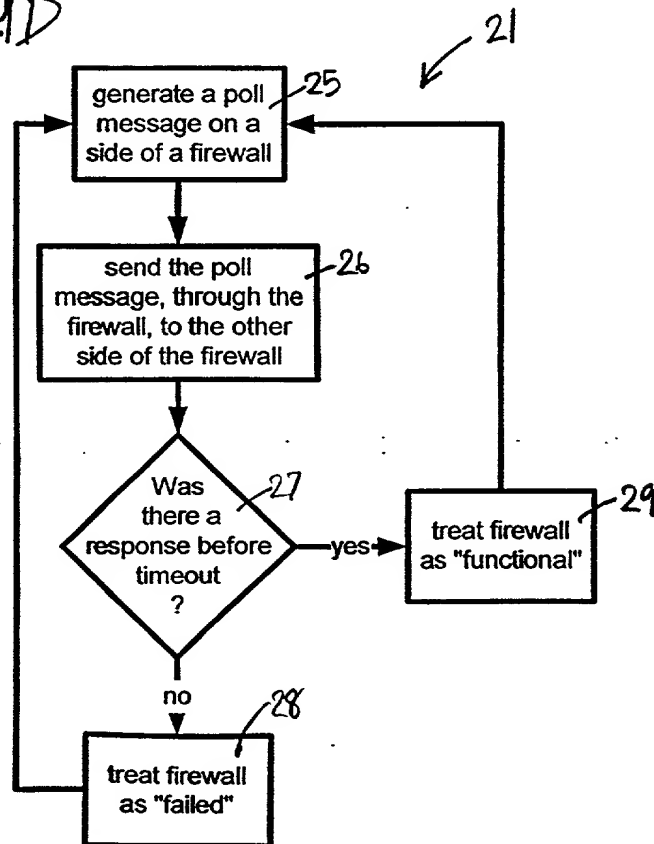 21
generate a poll
message on a
side of a firewall
25
send the poll
message, through the
firewall, to the other
side of the firewall
26
Was
there a
response before
timeout
?
27
yes
treat firewall
as "functional"
29
no
28
treat firewall
as "failed"